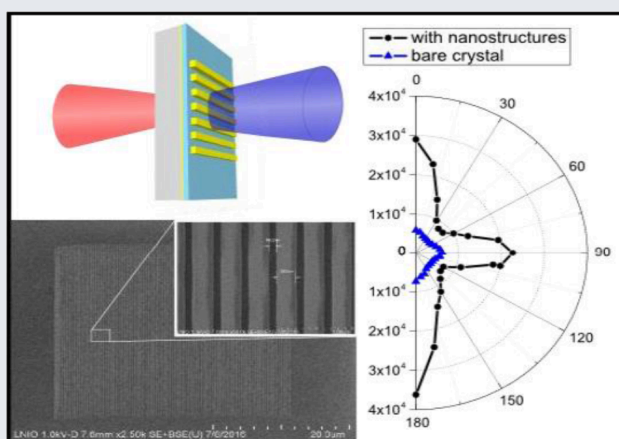 with nanostructures
bare crystal
0
4x10⁴
30
3x10⁴
60
2x10⁴
1x10⁴
0
90
1x10⁴
2x10⁴
120
3x10⁴
150
4x10⁴
180
LNIO 1.0kV-D 7.6mm x2.50k SE+BSE(U) 7/6/2016
20.0um